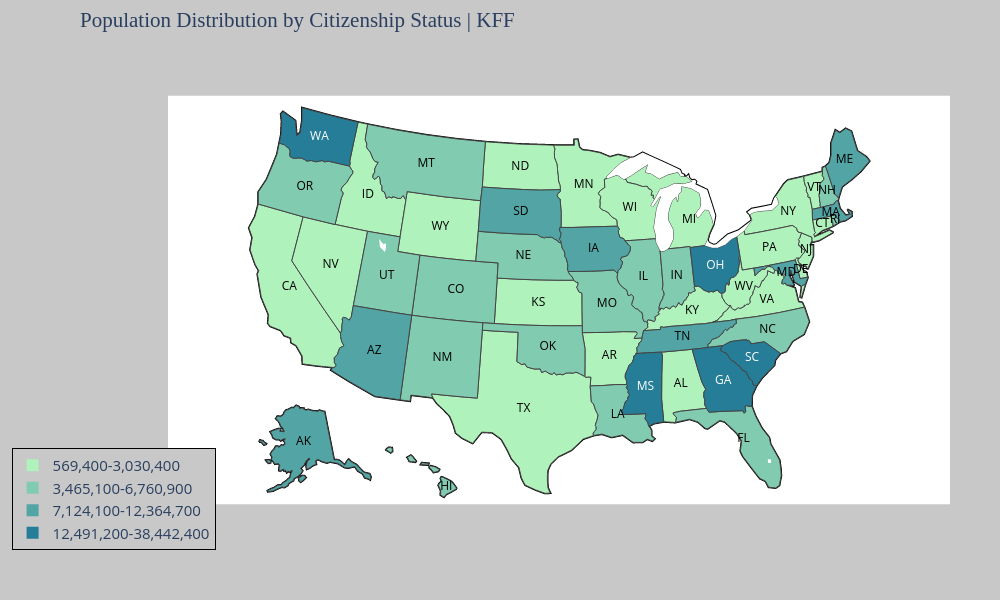 Population Distribution by Citizenship Status | KFF
WA
ME
MT
ND
MN
OR
ID
VT
NH
WI
MI
NY
MA
SD
WY
CT
RI
IA
NE
PA
NJ
NV
UT
OH
MD
DE
IL
IN
CO
WV
CA
VA
KS
MO
KY
NC
TN
AZ
OK
NM
AR
SC
MS
AL
GA
TX
LA
FL
AK
HI
569,400-3,030,400
3,465,100-6,760,900
7,124,100-12,364,700
12,491,200-38,442,400